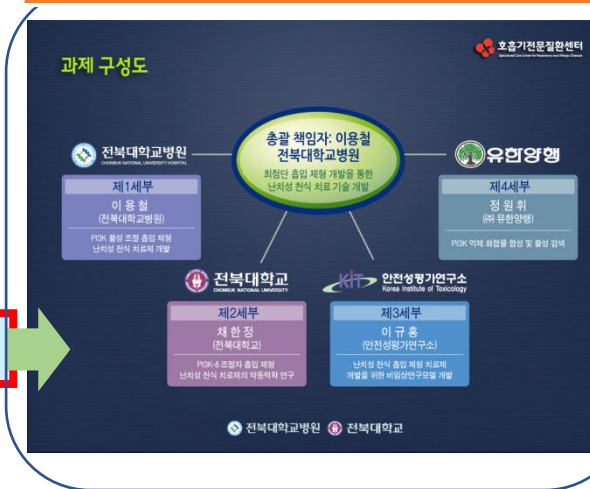 과제 구성도
호흡기전문질환센터
총괄 책임자: 이용철
전북대학교병원
최첨단 흡입 제형 개발을 통한
난치성 천식 치료 기술 개발
전북대학교병원
CHONBUK NATIONAL UNIVERSITY HOSPITAL
제1세부
이 용 철
(전북대학교병원)
PI3K 활성 조절 흡입 제형
난치성 천식 치료제 개발
유한양행
제4세부
정 원 휘
(㈜ 유한양행)
PI3K 억제 화합물 합성 및 활성 검색
전북대학교
CHONBUK NATIONAL UNIVERSITY
제2세부
채 한 정
(전북대학교)
PI3K-δ 조절자 흡입 제형
난치성 천식 치료제의 약동력학 연구
KIT 안전성평가연구소
Korea Institute of Toxicology
제3세부
이 규 홍
(안전성평가연구소)
난치성 천식 흡입 제형 치료제
개발을 위한 비임상연구모델 개발
전북대학교병원 전북대학교